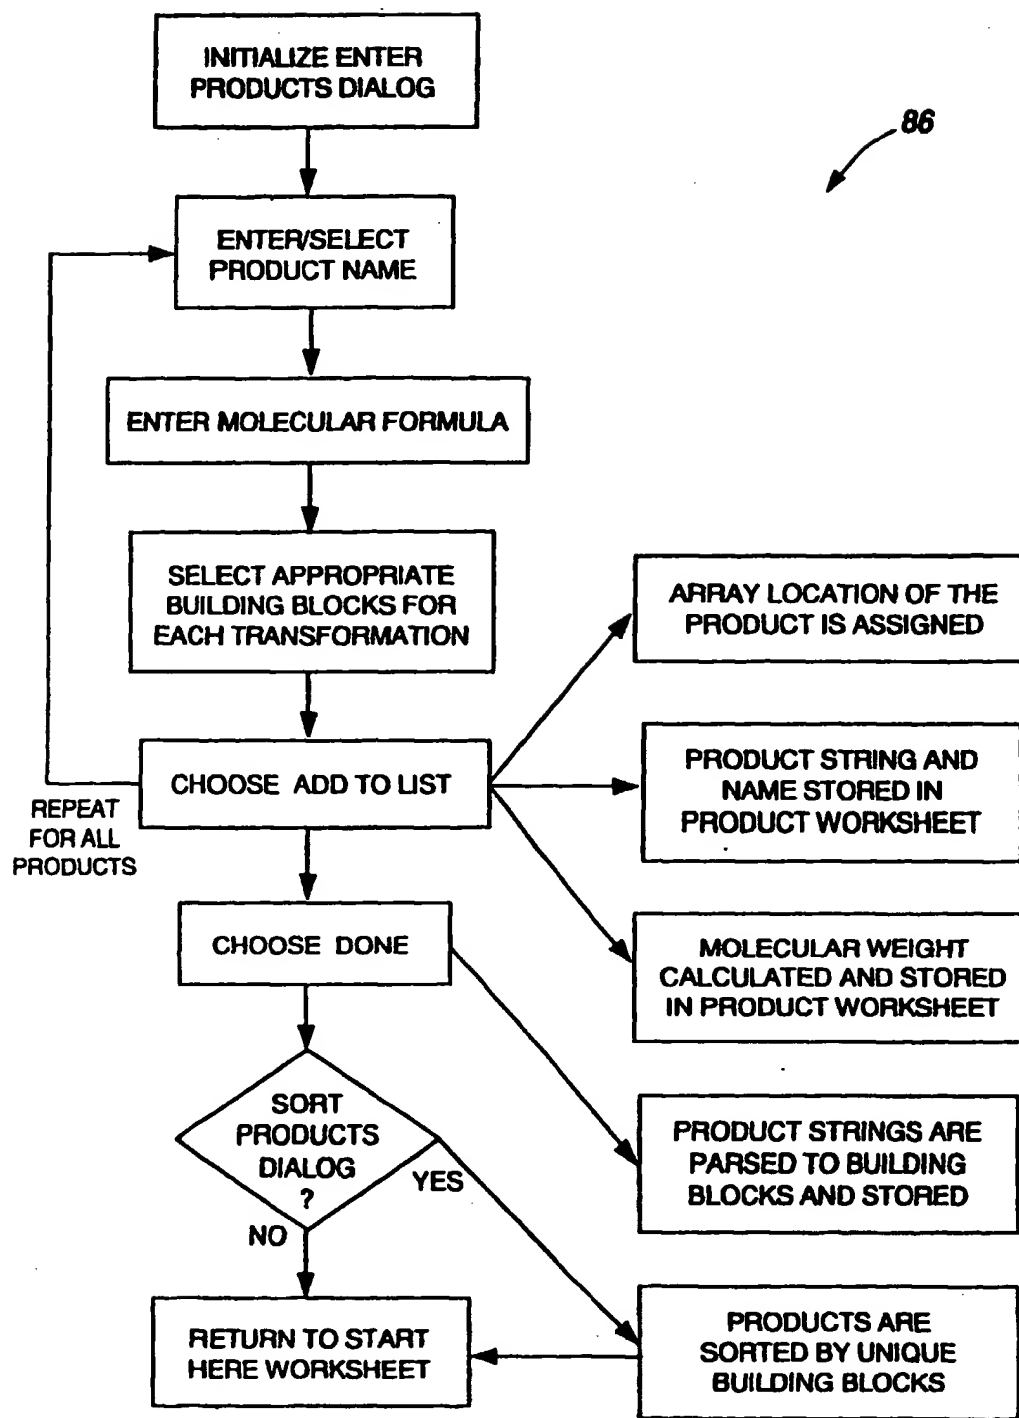 INITIALIZE ENTER
PRODUCTS DIALOG
86
ENTER/SELECT
PRODUCT NAME
ENTER MOLECULAR FORMULA
SELECT APPROPRIATE
BUILDING BLOCKS FOR
EACH TRANSFORMATION
ARRAY LOCATION OF THE
PRODUCT IS ASSIGNED
CHOOSE ADD TO LIST
REPEAT
FOR ALL
PRODUCTS
PRODUCT STRING AND
NAME STORED IN
PRODUCT WORKSHEET
CHOOSE DONE
MOLECULAR WEIGHT
CALCULATED AND STORED
IN PRODUCT WORKSHEET
SORT
PRODUCTS
DIALOG
?
YES
NO
PRODUCT STRINGS ARE
PARSED TO BUILDING
BLOCKS AND STORED
RETURN TO START
HERE WORKSHEET
PRODUCTS ARE
SORTED BY UNIQUE
BUILDING BLOCKS